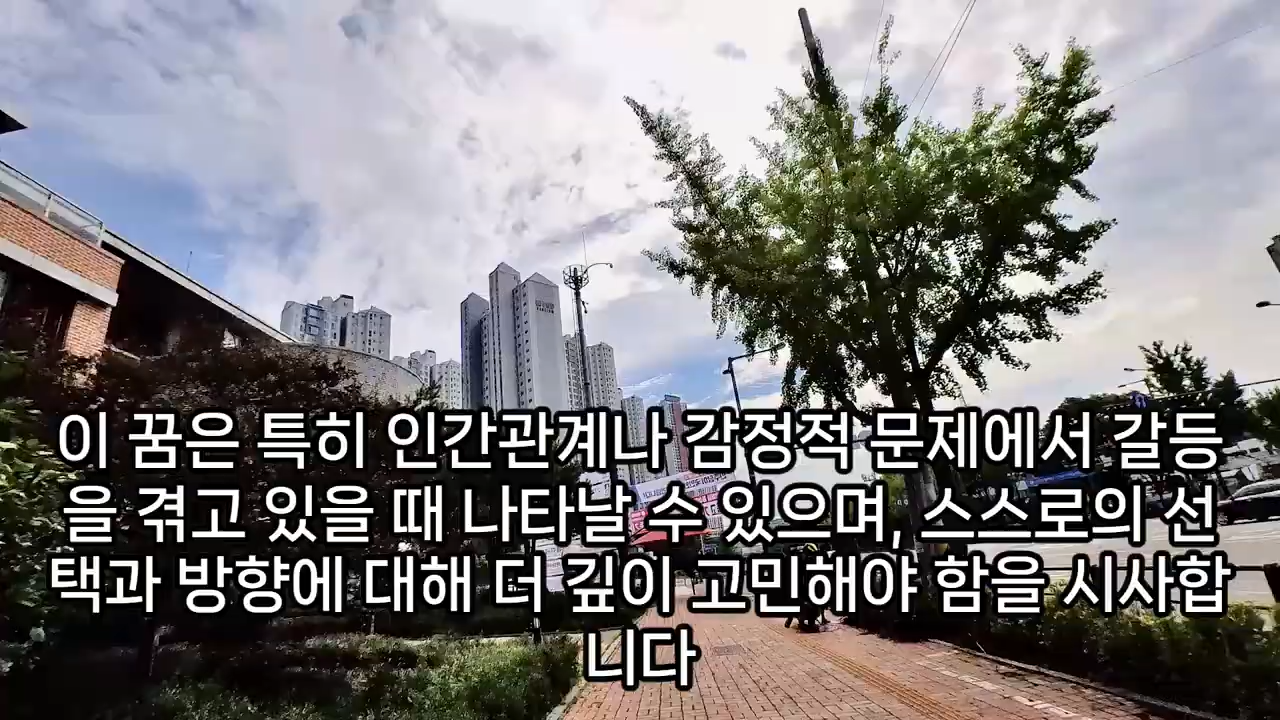 이 꿈은 특히 인간관계나 감정적 문제에서 갈등
을 겪고 있을 때 나타날 수 있으며, 스스로의 선
택과 방향에 대해 더 깊이 고민해야 함을 시사합
니다